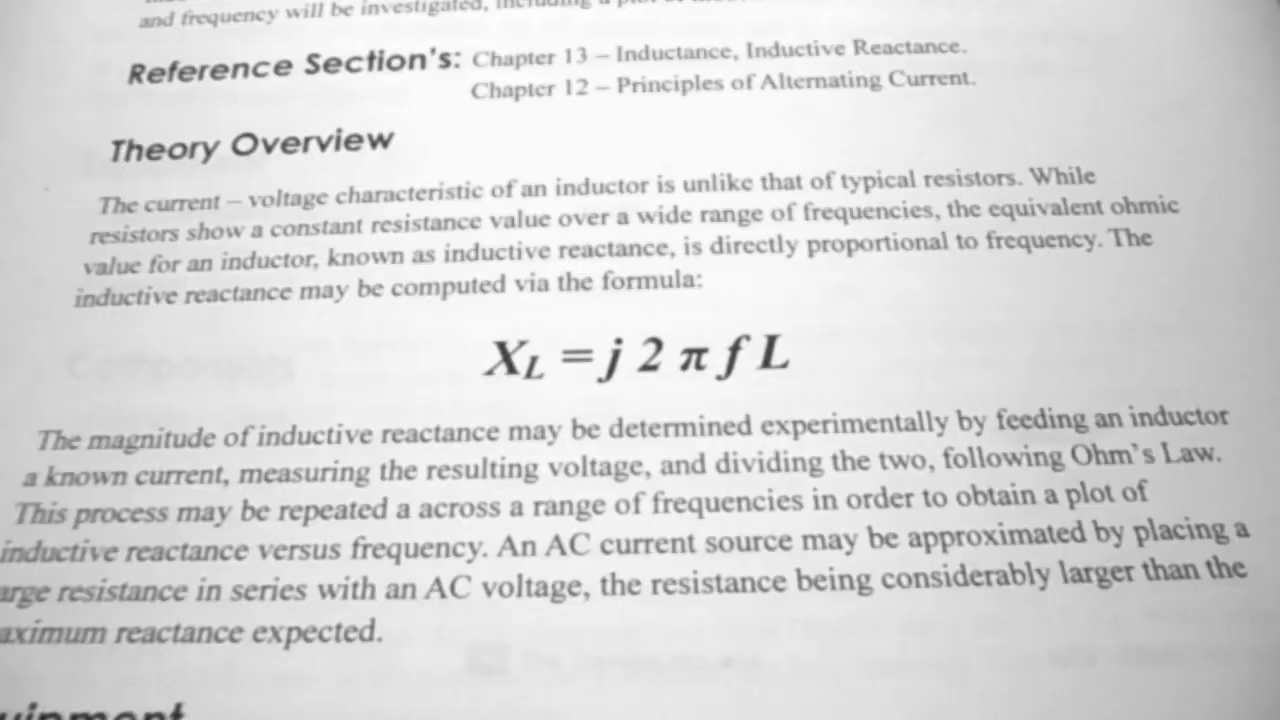 and frequency will be investigated, including a plot of
Reference Section's: Chapter 13 – Inductance, Inductive Reactance.
Chapter 12 – Principles of Alternating Current.
Theory Overview
The current – voltage characteristic of an inductor is unlike that of typical resistors. While
resistors show a constant resistance value over a wide range of frequencies, the equivalent ohmic
value for an inductor, known as inductive reactance, is directly proportional to frequency. The
inductive reactance may be computed via the formula:
X_L = j 2 π f L
The magnitude of inductive reactance may be determined experimentally by feeding an inductor
a known current, measuring the resulting voltage, and dividing the two, following Ohm's Law.
This process may be repeated a across a range of frequencies in order to obtain a plot of
inductive reactance versus frequency. An AC current source may be approximated by placing a
arge resistance in series with an AC voltage, the resistance being considerably larger than the
aximum reactance expected.